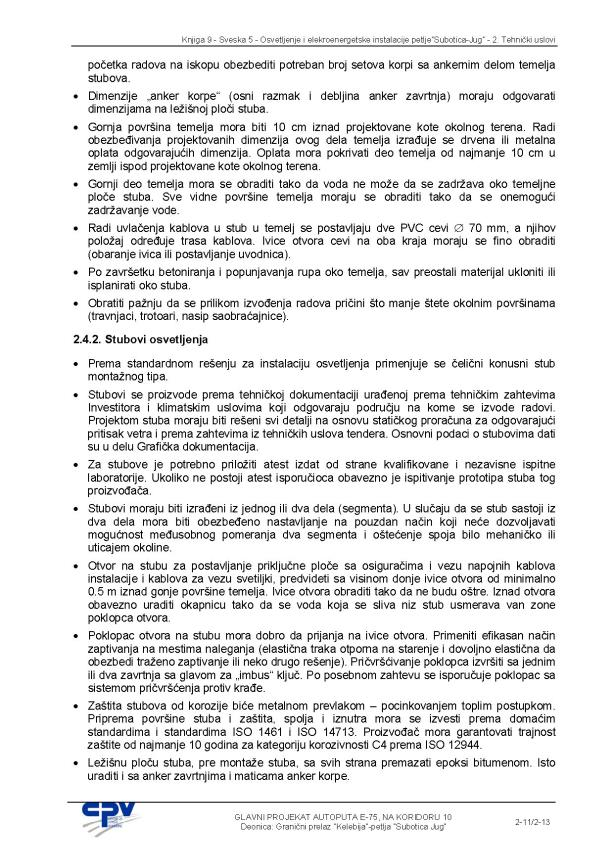 Knjiga 9 - Sveska 5 - Osvetljenje i elekroenergetske instalacije petlje"Subotica-Jug" - 2. Tehnički uslovi
početka radova na iskopu obezbediti potreban broj setova korpi sa ankernim delom temelja
stubova.
• Dimenzije „anker korpe“ (osni razmak i debljina anker zavrtnja) moraju odgovarati
dimenzijama na ležišnoj ploči stuba.
• Gornja površina temelja mora biti 10 cm iznad projektovane kote okolnog terena. Radi
obezbeđivanja projektovanih dimenzija ovog dela temelja izrađuje se drvena ili metalna
oplata odgovarajućih dimenzija. Oplata mora pokrivati deo temelja od najmanje 10 cm u
zemlji ispod projektovane kote okolnog terena.
• Gornji deo temelja mora se obraditi tako da voda ne može da se zadržava oko temeljne
ploče stuba. Sve vidne površine temelja moraju se obraditi tako da se onemogući
zadržavanje vode.
• Radi uvlačenja kablova u stub u temelj se postavljaju dve PVC cevi ∅ 70 mm, a njihov
položaj određuje trasa kablova. Ivice otvora cevi na oba kraja moraju se fino obraditi
(obaranje ivica ili postavljanje uvodnica).
• Po završetku betoniranja i popunjavanja rupa oko temelja, sav preostali materijal ukloniti ili
isplanirati oko stuba.
• Obratiti pažnju da se prilikom izvođenja radova pričini što manje štete okolnim površinama
(travnjaci, trotoari, nasip saobraćajnice).
2.4.2. Stubovi osvetljenja
• Prema standardnom rešenju za instalaciju osvetljenja primenjuje se čelični konusni stub
montažnog tipa.
• Stubovi se proizvode prema tehničkoj dokumentaciji urađenoj prema tehničkim zahtevima
Investitora i klimatskim uslovima koji odgovaraju području na kome se izvode radovi.
Projektom stuba moraju biti rešeni svi detalji na osnovu statičkog proračuna za odgovarajući
pritisak vetra i prema zahtevima iz tehničkih uslova tendera. Osnovni podaci o stubovima dati
su u delu Grafička dokumentacija.
• Za stubove je potrebno priložiti atest izdat od strane kvalifikovane i nezavisne ispitne
laboratorije. Ukoliko ne postoji atest isporučioca obavezno je ispitivanje prototipa stuba tog
proizvođača.
• Stubovi moraju biti izrađeni iz jednog ili dva dela (segmenta). U slučaju da se stub sastoji iz
dva dela mora biti obezbeđeno nastavljanje na pouzdan način koji neće dozvoljavati
mogućnost međusobnog pomeranja dva segmenta i oštećenje spoja bilo mehaničko ili
uticajem okoline.
• Otvor na stubu za postavljanje priključne ploče sa osiguračima i vezu napojnih kablova
instalacije i kablova za vezu svetiljki, predvideti sa visinom donje ivice otvora od minimalno
0.5 m iznad gonje površine temelja. Ivice otvora obraditi tako da ne budu oštre. Iznad otvora
obavezno uraditi okapnicu tako da se voda koja se sliva niz stub usmerava van zone
poklopca otvora.
• Poklopac otvora na stubu mora dobro da prijanja na ivice otvora. Primeniti efikasan način
zaptivanja na mestima naleganja (elastična traka otporna na starenje i dovoljno elastična da
obezbedi traženo zaptivanje ili neko drugo rešenje). Pričvršćivanje poklopca izvršiti sa jednim
ili dva zavrtnja sa glavom za „imbus“ ključ. Po posebnom zahtevu se isporučuje poklopac sa
sistemom pričvršćenja protiv krađe.
• Zaštita stubova od korozije biće metalnom prevlakom – pocinkovanjem toplim postupkom.
Priprema površine stuba i zaštita, spolja i iznutra mora se izvesti prema domaćim
standardima i standardima ISO 1461 i ISO 14713. Proizvođač mora garantovati trajnost
zaštite od najmanje 10 godina za kategoriju korozivnosti C4 prema ISO 12944.
• Ležišnu ploču stuba, pre montaže stuba, sa svih strana premazati epoksi bitumenom. Isto
uraditi i sa anker zavrtnjima i maticama anker korpe.
CPV
GLAVNI PROJEKAT AUTOPUTA E-75, NA KORIDORU 10
Deonica: Granični prelaz "Kelebija"-petlja "Subotica Jug"
2-11/2-13